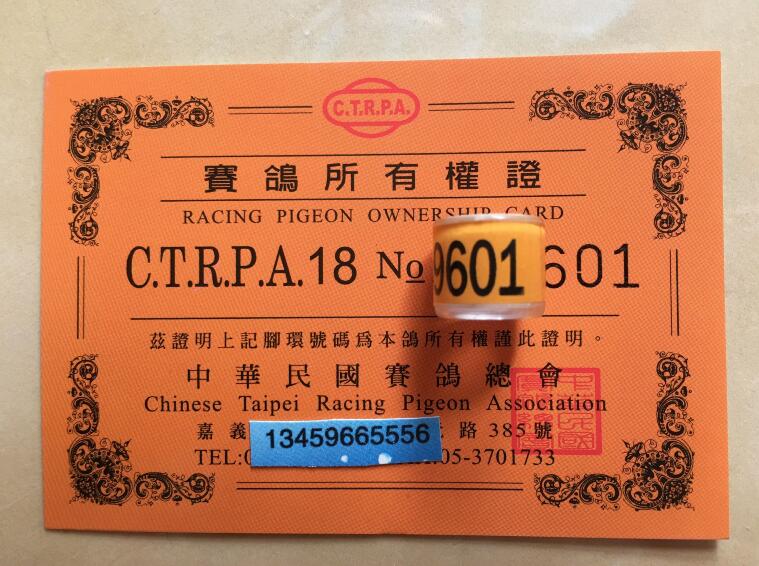 C.T.R.P.A.
賽鴿所有權證
RACING PIGEON OWNERSHIP CARD
C.T.R.P.A.18 No 9601 601
茲證明上記腳環號碼爲本鴿所有權謹此證明。
中華民國賽鴿總會
Chinese Taipei Racing Pigeon Association
嘉義 13459665556 路385號
TEL: 05-3701733